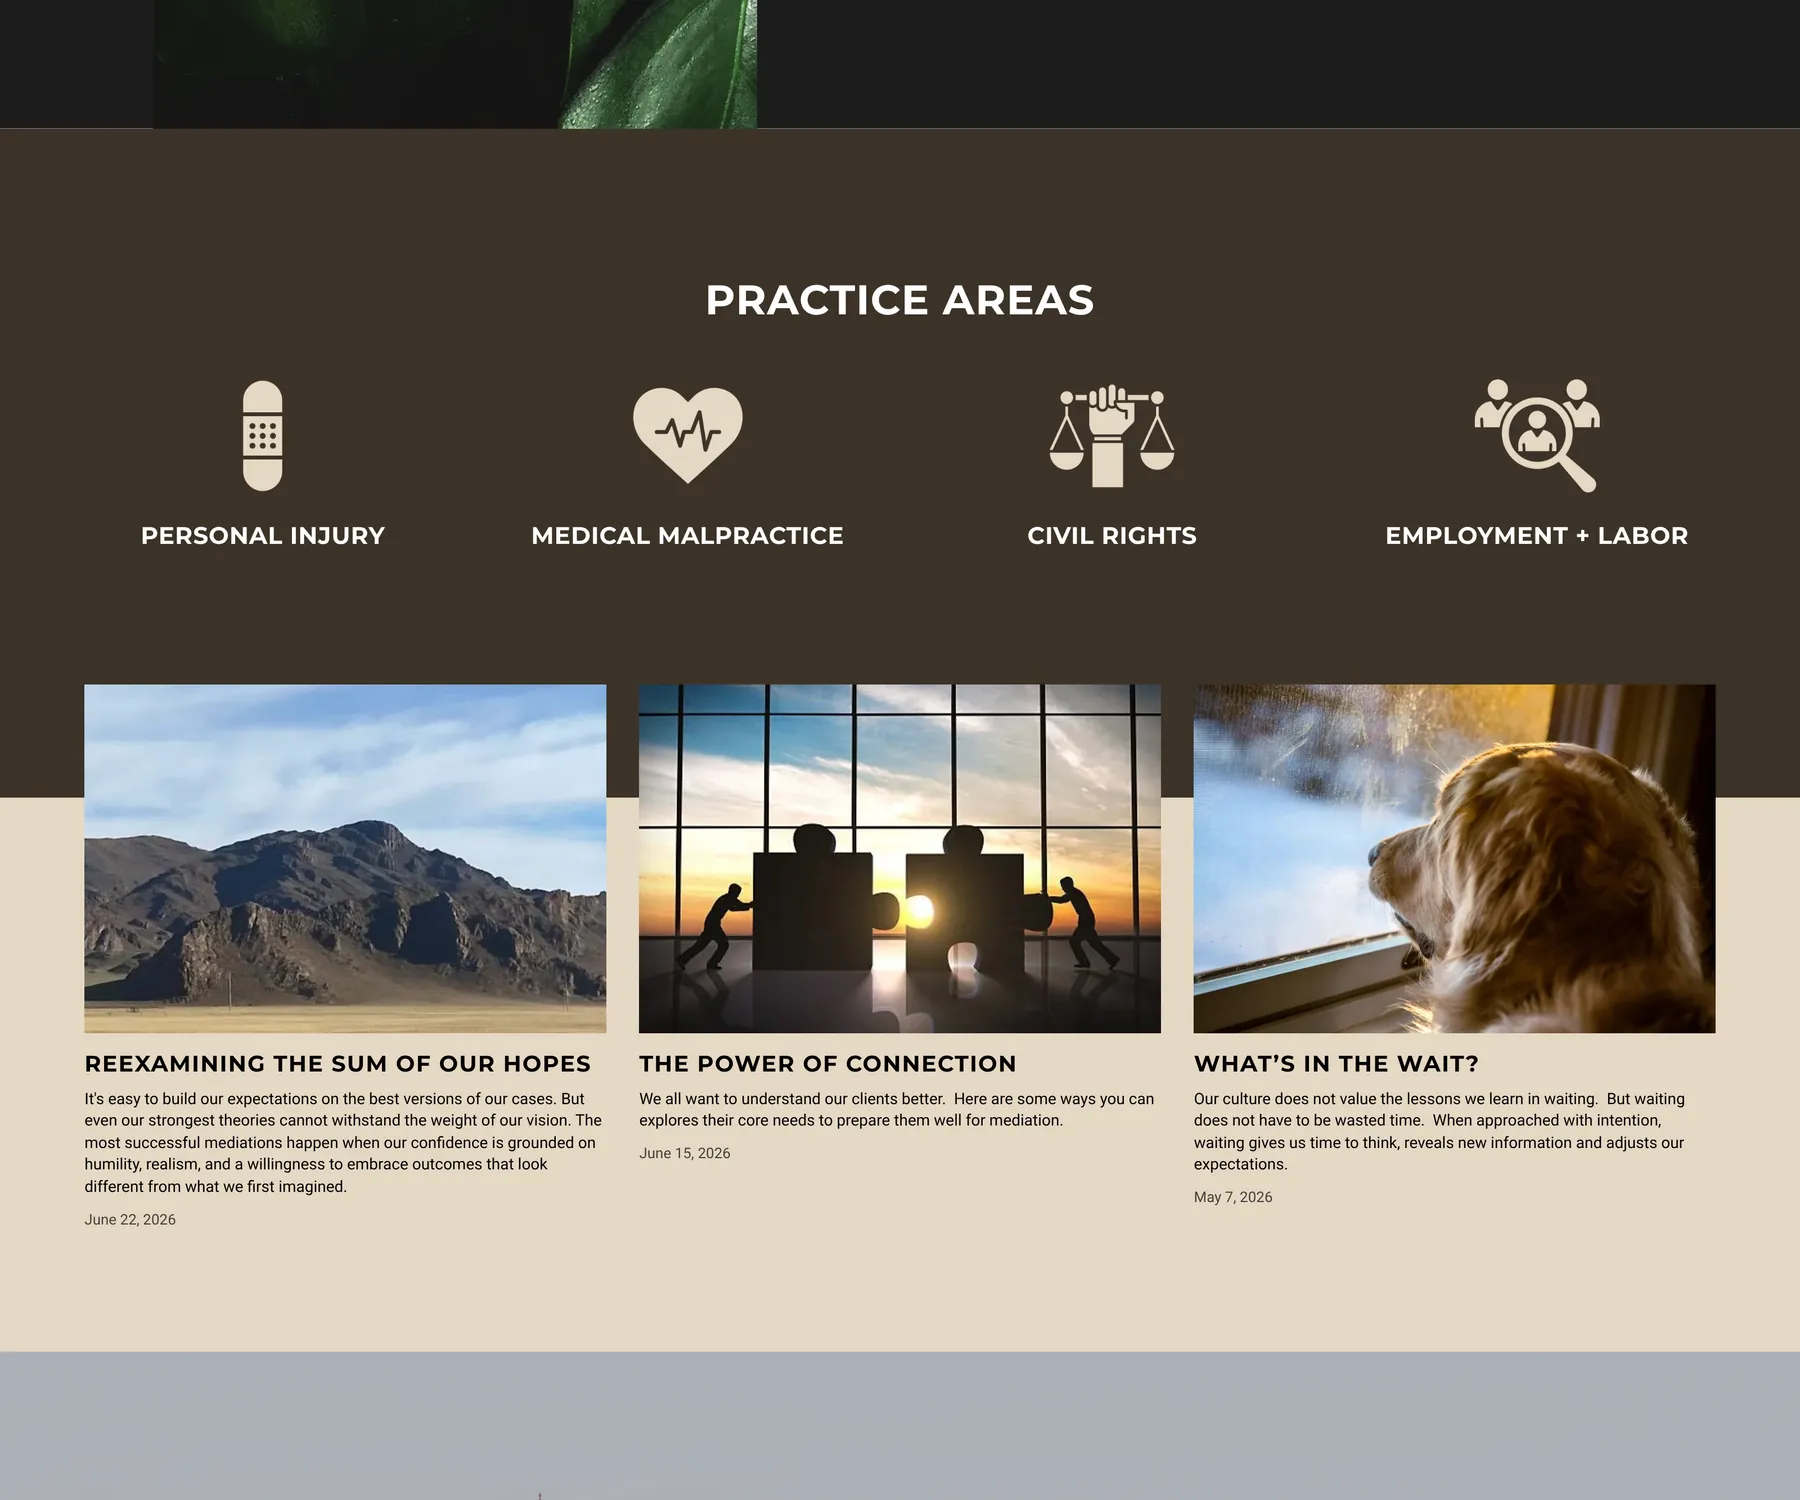 PRACTICE AREAS
PERSONAL INJURY
MEDICAL MALPRACTICE
CIVIL RIGHTS
EMPLOYMENT + LABOR
REEXAMINING THE SUM OF OUR HOPES
It's easy to build our expectations on the best versions of our cases. But
even our strongest theories cannot withstand the weight of our vision. The
most successful mediations happen when our confidence is grounded on
humility, realism, and a willingness to embrace outcomes that look
different from what we first imagined.
June 22, 2026
THE POWER OF CONNECTION
We all want to understand our clients better.  Here are some ways you can
explores their core needs to prepare them well for mediation.
June 15, 2026
WHAT’S IN THE WAIT?
Our culture does not value the lessons we learn in waiting.  But waiting
does not have to be wasted time.  When approached with intention,
waiting gives us time to think, reveals new information and adjusts our
expectations.
May 7, 2026